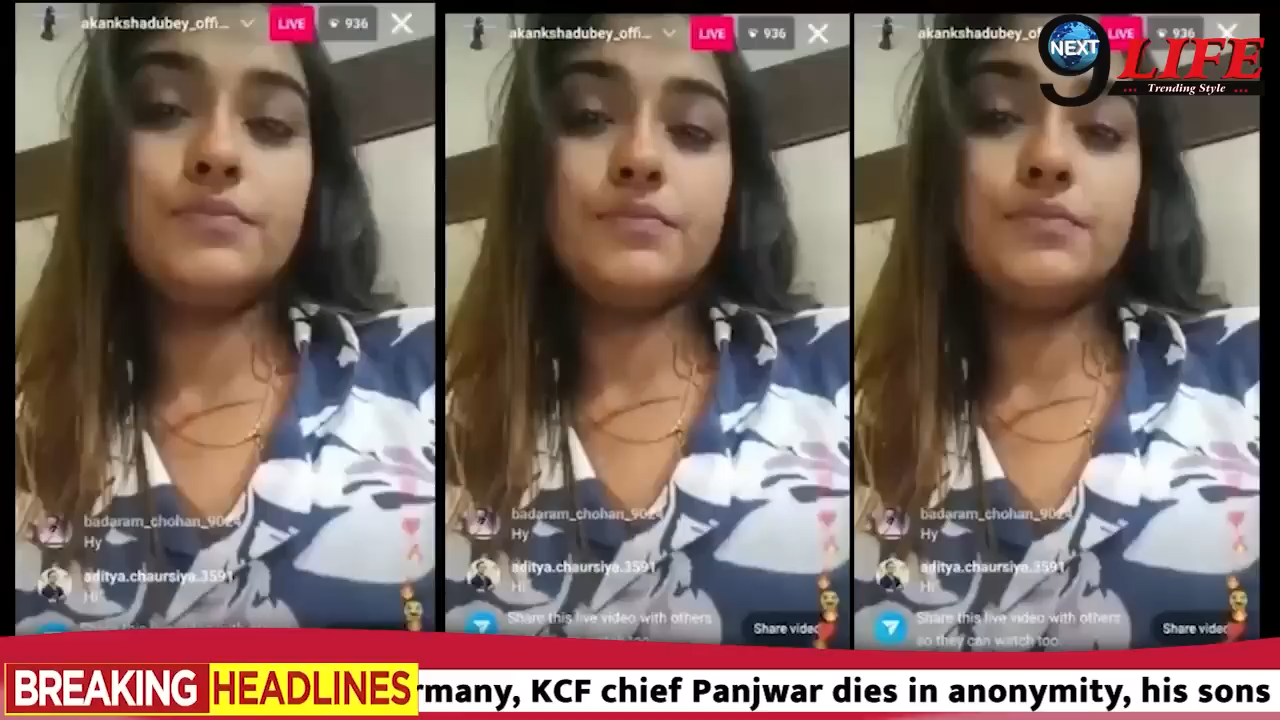 akankshadubey_offi...
LIVE
936
akankshadubey_offi...
LIVE
936
akankshadubey_of
LIVE
936
NEXT
9 LIFE
... Trending Style ...
badaram_chohan_9024
Hy
aditya.chaursiya.3591
Hi
badaram_chohan_9024
Hy
aditya.chaursiya.3591
Hi
Share this live video with others
Share video
badaram_chohan_9024
Hy
aditya.chaursiya.3591
Hi
Share this live video with others
so they can watch too.
Share video
BREAKING HEADLINES
rmany, KCF chief Panjwar dies in anonymity, his sons